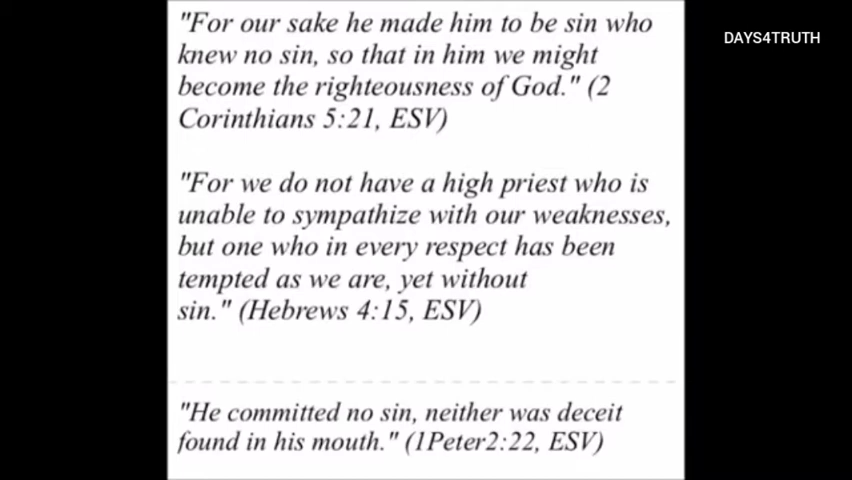 DAYS4TRUTH
"For our sake he made him to be sin who
knew no sin, so that in him we might
become the righteousness of God." (2
Corinthians 5:21, ESV)
"For we do not have a high priest who is
unable to sympathize with our weaknesses,
but one who in every respect has been
tempted as we are, yet without
sin." (Hebrews 4:15, ESV)
"He committed no sin, neither was deceit
found in his mouth." (1Peter2:22, ESV)